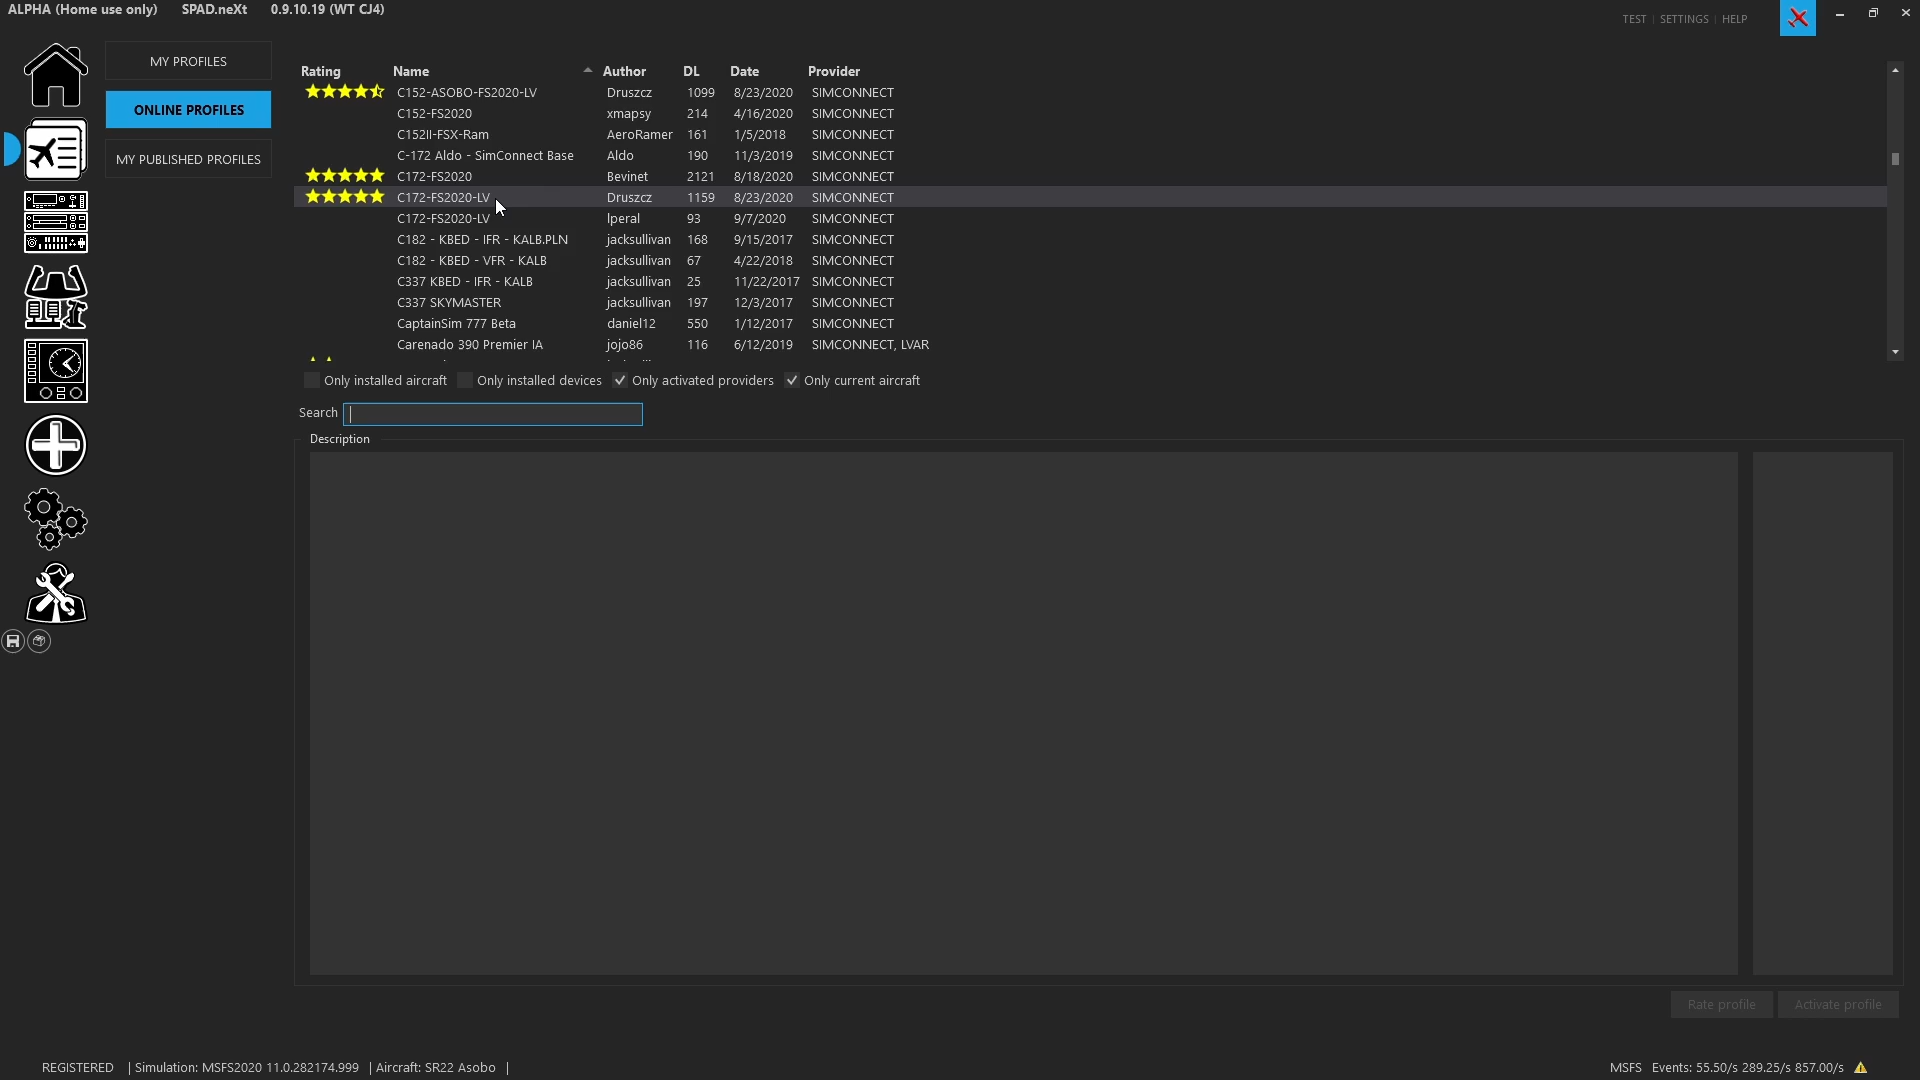 ALPHA (Home use only) SPAD.neXt 0.9.10.19 (WT CJ4)
TEST | SETTINGS | HELP
MY PROFILES
ONLINE PROFILES
MY PUBLISHED PROFILES
Rating Name Author DL Date Provider
C152-ASOBO-FS2020-LV Druszcz 1099 8/23/2020 SIMCONNECT
C152-FS2020 xmapsy 214 4/16/2020 SIMCONNECT
C152II-FSX-Ram AeroRamer 161 1/5/2018 SIMCONNECT
C-172 Aldo - SimConnect Base Aldo 190 11/3/2019 SIMCONNECT
C172-FS2020 Bevinet 2121 8/18/2020 SIMCONNECT
C172-FS2020-LV Druszcz 1159 8/23/2020 SIMCONNECT
C172-FS2020-LV 93 9/7/2020 SIMCONNECT
C182 - KBED - IFR - KALB.PLN jacksullivan 168 9/15/2017 SIMCONNECT
C182 - KBED - VFR - KALB jacksullivan 67 4/22/2018 SIMCONNECT
C337 KBED - IFR - KALB jacksullivan 25 11/22/2017 SIMCONNECT
C337 SKYMASTER jacksullivan 197 12/3/2017 SIMCONNECT
CaptainSim 777 Beta daniel12 550 1/12/2017 SIMCONNECT
Carenado 390 Premier IA jojo86 116 6/12/2019 SIMCONNECT, LVAR
Only installed aircraft Only installed devices Only activated providers Only current aircraft
Search
Description
Rate profile Activate profile
REGISTERED | Simulation: MSFS2020 11.0.282174.999 | Aircraft: SR22 Asobo |
MSFS Events: 55.50/s 289.25/s 857.00/s